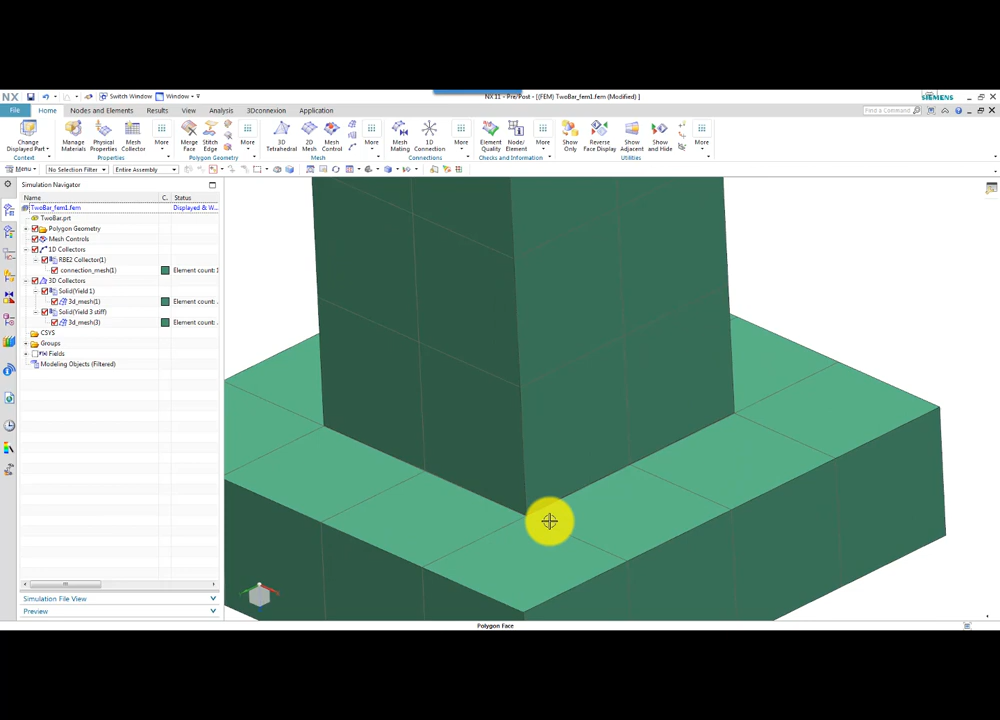 NX Switch Window Window NX 11 - Pre/Post - [(FEM) TwoBar_fem1.fem (Modified) ] SIEMENS
File Home Nodes and Elements Results View Analysis 3Dconnexion Application Find a Command
Change Displayed Part Manage Materials Physical Properties Mesh Collector More Merge Face Stitch Edge More 3D Tetrahedral 2D Mesh Mesh Control More Mesh Mating 1D Connection More Element Quality Node/Element More Show Only Reverse Face Display Show Adjacent Show and Hide More
Context Properties Polygon Geometry Mesh Connections Checks and Information Utilities
Menu No Selection Filter Entire Assembly
Simulation Navigator
Name C. Status
TwoBar_fem1.fem Displayed & W...
TwoBar.prt
Polygon Geometry
Mesh Controls
1D Collectors
RBE2 Collector(1)
connection_mesh(1) Element count: 1
3D Collectors
Solid(Yield 1)
3d_mesh(1) Element count: .
Solid(Yield 3 stiff)
3d_mesh(3) Element count: .
CSYS
Groups
Fields
Modeling Objects (Filtered)
Simulation File View
Preview
Polygon Face